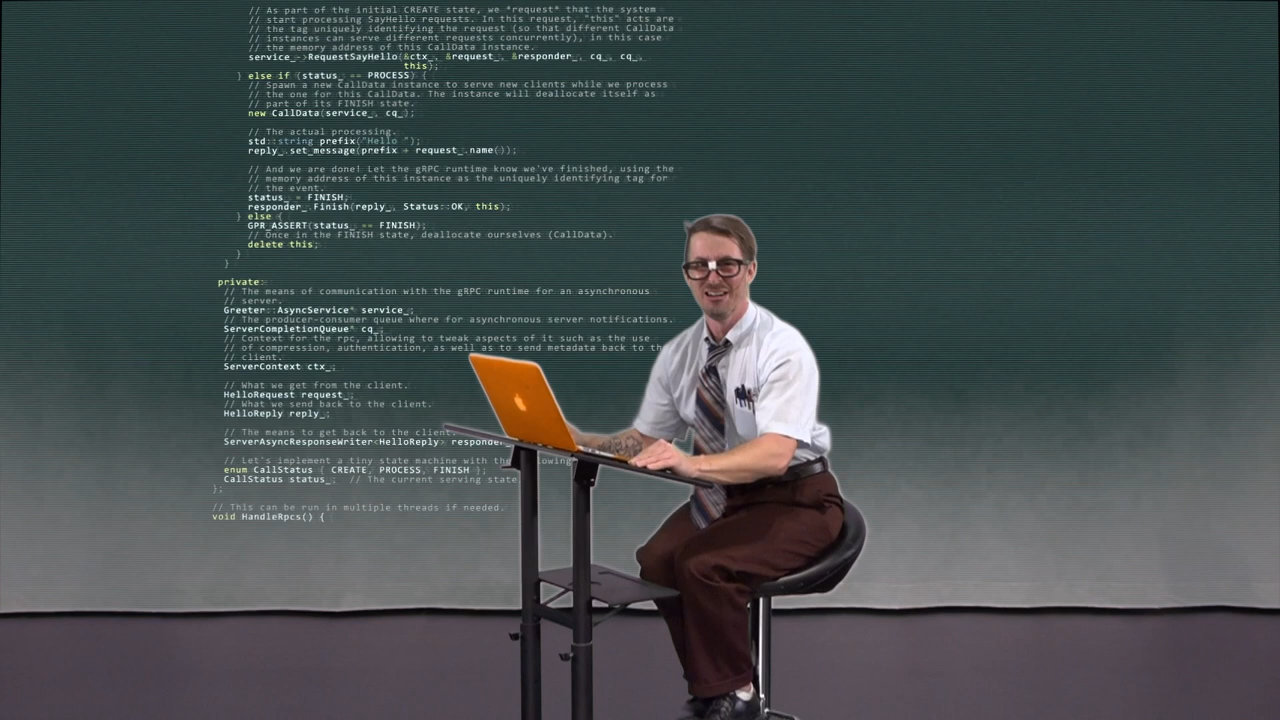 // As part of the initial CREATE state, we *request* that the system
// start processing SayHello requests. In this request, "this" acts are
// the tag uniquely identifying the request (so that different CallData
// instances can serve different requests concurrently), in this case
// the memory address of this CallData instance.
service_->RequestSayHello(&ctx_, &request_, &responder_, cq_, cq_,
this);
} else if (status_ == PROCESS) {
// Spawn a new CallData instance to serve new clients while we process
// the one for this CallData. The instance will deallocate itself as
// part of its FINISH state.
new CallData(service_, cq_);
// The actual processing.
std::string prefix("Hello ");
reply_.set_message(prefix + request_.name());
// And we are done! Let the gRPC runtime know we've finished, using the
// memory address of this instance as the uniquely identifying tag for
// the event.
status_ = FINISH;
responder_.Finish(reply_, Status::OK, this);
} else {
GPR_ASSERT(status_ == FINISH);
// Once in the FINISH state, deallocate ourselves (CallData).
delete this;
}
}
private:
// The means of communication with the gRPC runtime for an asynchronous
// server.
Greeter::AsyncService* service_;
// The producer-consumer queue where for asynchronous server notifications.
ServerCompletionQueue* cq_;
// Context for the rpc, allowing to tweak aspects of it such as the use
// of compression, authentication, as well as to send metadata back to the
// client.
ServerContext ctx_;
// What we get from the client.
HelloRequest request_;
// What we send back to the client.
HelloReply reply_;
// The means to get back to the client.
ServerAsyncResponseWriter<HelloReply> responder_
// Let's implement a tiny state machine with the
enum CallStatus { CREATE, PROCESS, FINISH };
CallStatus status_; // The current serving state
};
// This can be run in multiple threads if needed.
void HandleRpcs() {